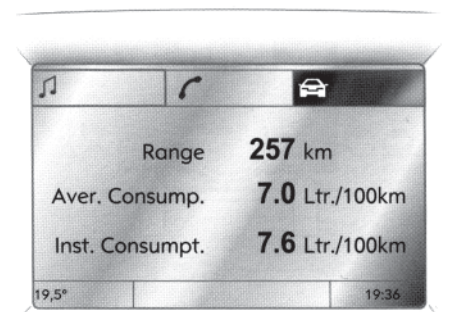 Range 257 km
Aver. Consump. 7.0 Ltr./100km
Inst. Consumpt. 7.6 Ltr./100km
19,5° 19:36